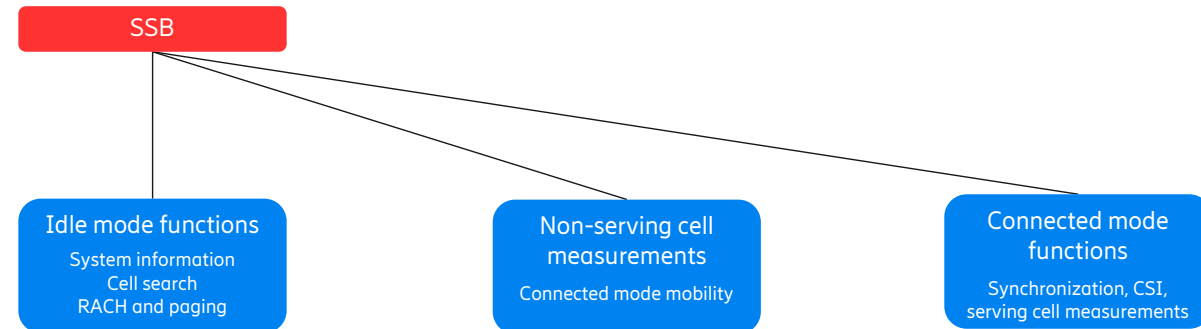 SSB
Idle mode functions
System information
Cell search
RACH and paging
Non-serving cell
measurements
Connected mode mobility
Connected mode
functions
Synchronization, CSI,
serving cell measurements